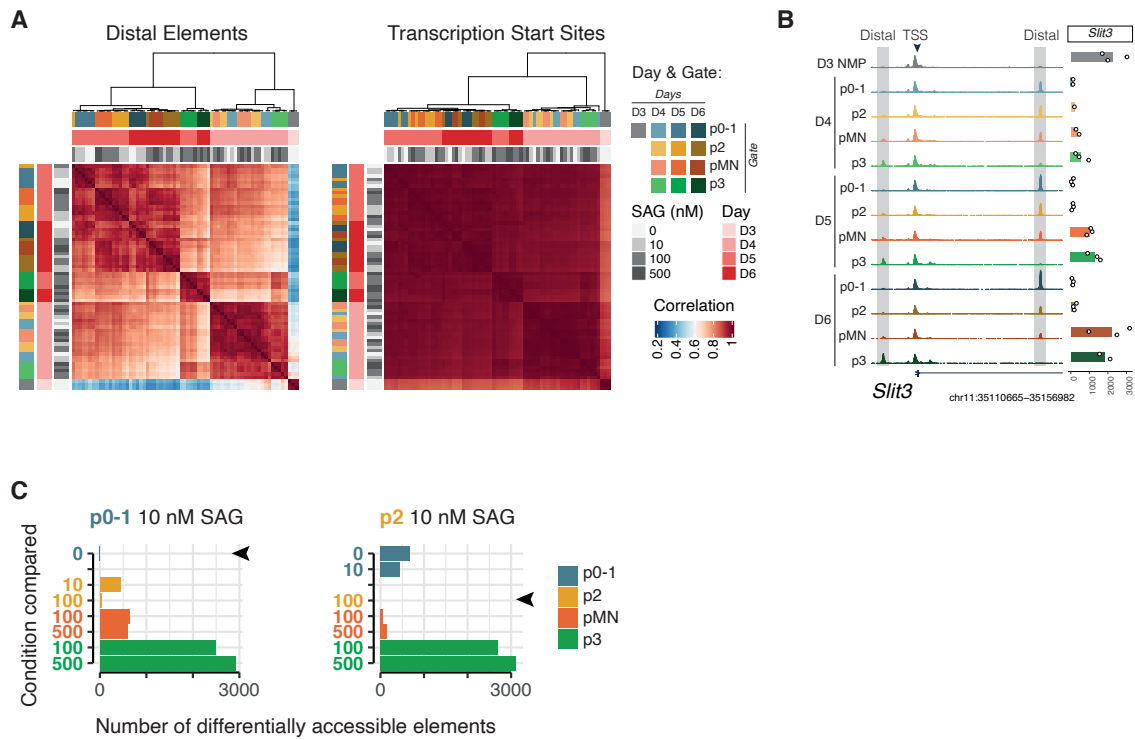 A
Distal Elements
Transcription Start Sites
Day & Gate:
Days
D3 D4 D5 D6
p0-1
p2
pMN
p3
Gate
SAG (nM)
0
10
100
500
Day
D3
D4
D5
D6
Correlation
0.2 0.4 0.6 0.8 1
B
Distal TSS Distal
Slit3
D3 NMP
D4
p0-1
p2
pMN
p3
D5
p0-1
p2
pMN
p3
D6
p0-1
p2
pMN
p3
Slit3
chr11:35110665−35156982
0 1000 2000 3000
C
Condition compared
p0-1 10 nM SAG
0
10
100
100
500
100
500
0 3000
p2 10 nM SAG
0
10
100
100
500
100
500
0 3000
p0-1
p2
pMN
p3
Number of differentially accessible elements